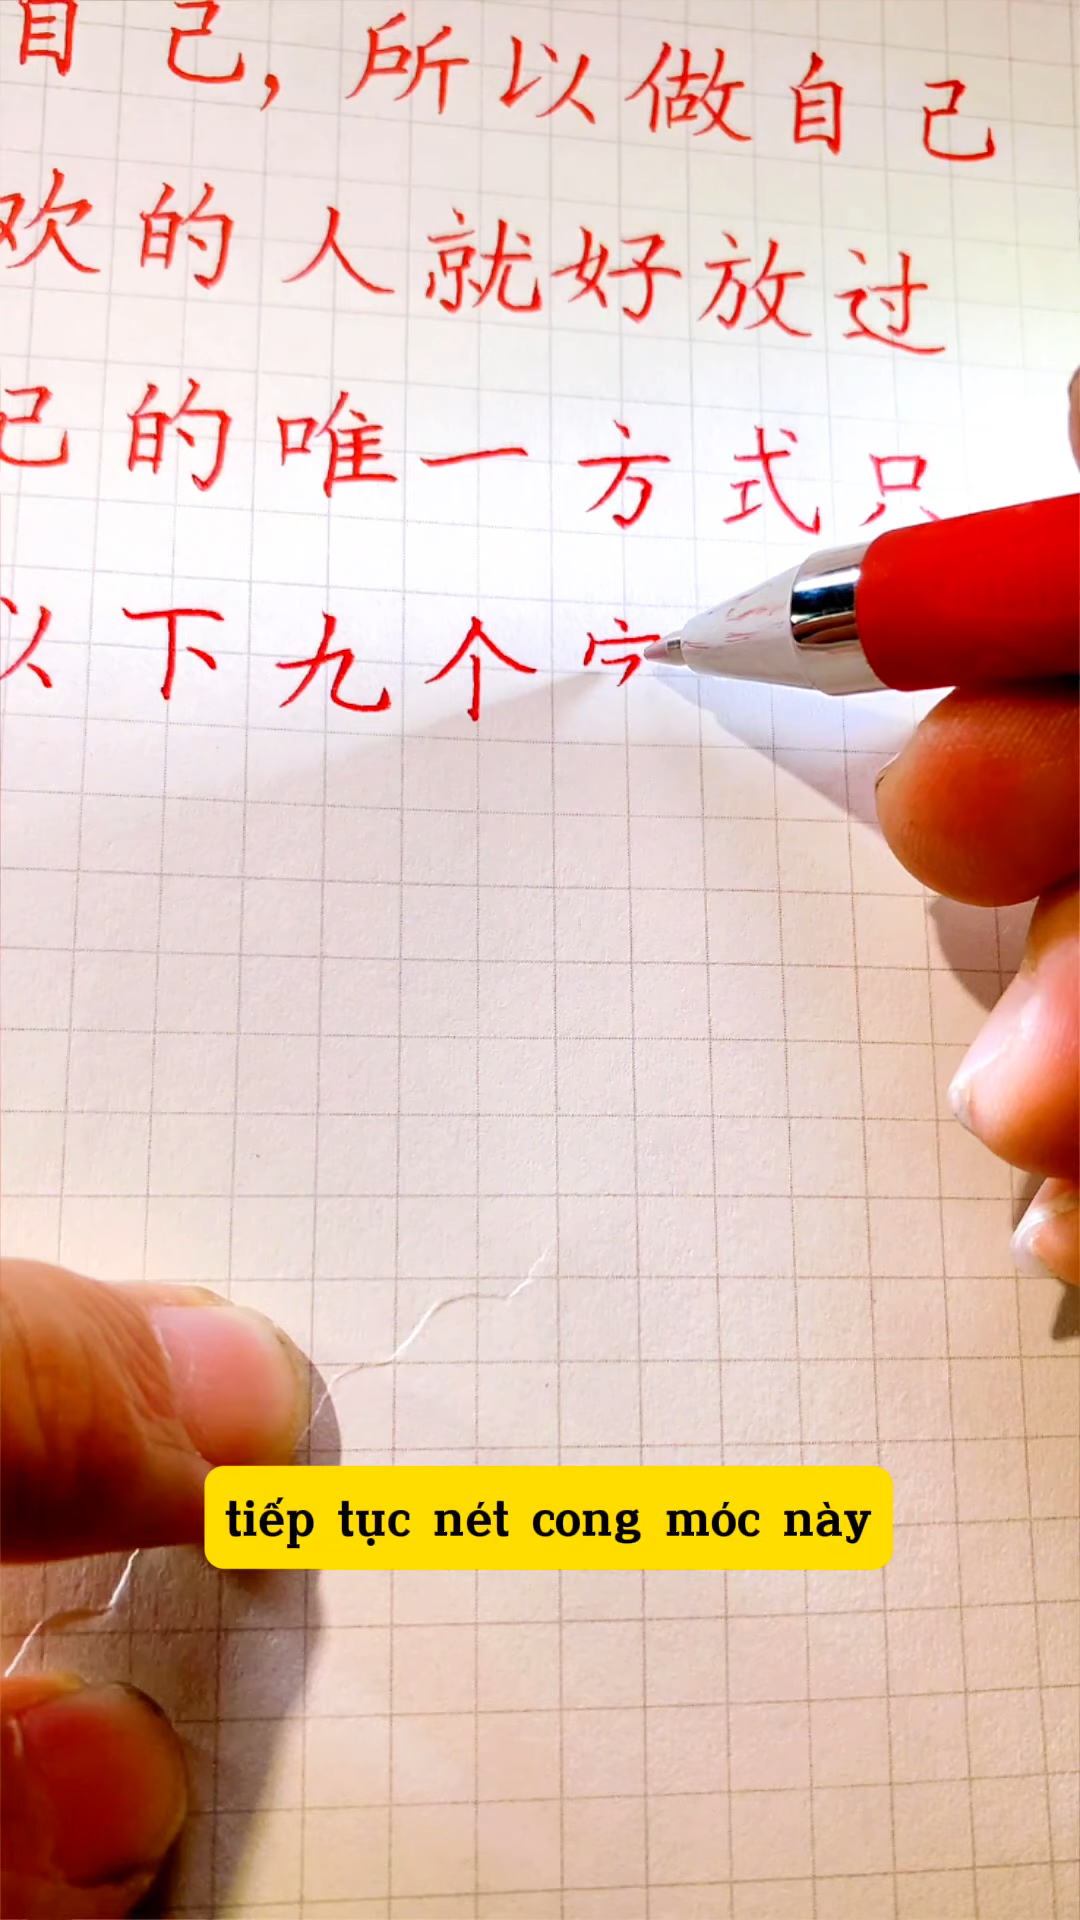 自己,所以做自己
欢的人就好放过
己的唯一方式只
以下九个字
tiếp tục nét cong móc này